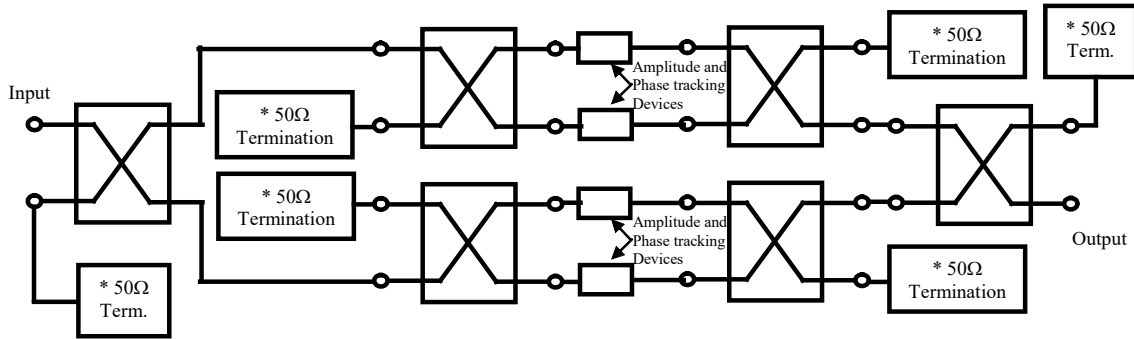 * 50Ω
Termination
* 50Ω
Term.
Input
* 50Ω
Termination
Amplitude and
Phase tracking
Devices
* 50Ω
Termination
Amplitude and
Phase tracking
Devices
Output
* 50Ω
Term.
* 50Ω
Termination